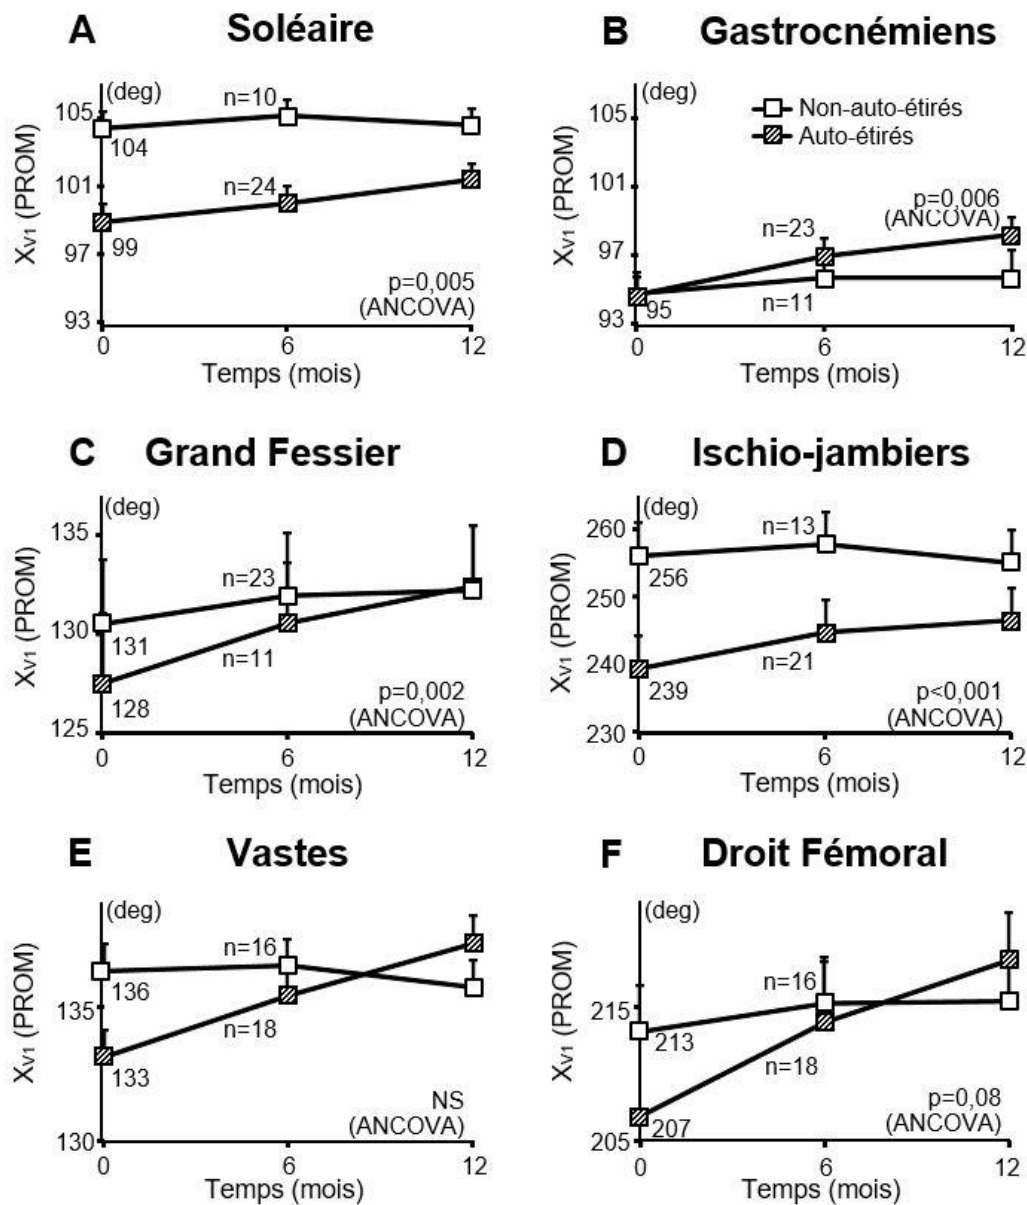 A Soléaire
(deg)
105
101
97
93
X_V1 (PROM)
n=10
104
n=24
99
p=0,005
(ANCOVA)
0 6 12
Temps (mois)
B Gastrocnémiens
(deg)
105
101
97
93
X_V1 (PROM)
Non-auto-étirés
Auto-étirés
p=0,006
(ANCOVA)
n=23
95
n=11
0 6 12
Temps (mois)
C Grand Fessier
(deg)
135
130
125
X_V1 (PROM)
n=23
131
n=11
128
p=0,002
(ANCOVA)
0 6 12
Temps (mois)
D Ischio-jambiers
(deg)
260
250
240
230
X_V1 (PROM)
n=13
256
n=21
239
p<0,001
(ANCOVA)
0 6 12
Temps (mois)
E Vastes
(deg)
135
130
X_V1 (PROM)
n=16
136
n=18
133
NS
(ANCOVA)
0 6 12
Temps (mois)
F Droit Fémoral
(deg)
215
205
X_V1 (PROM)
n=16
213
n=18
207
p=0,08
(ANCOVA)
0 6 12
Temps (mois)